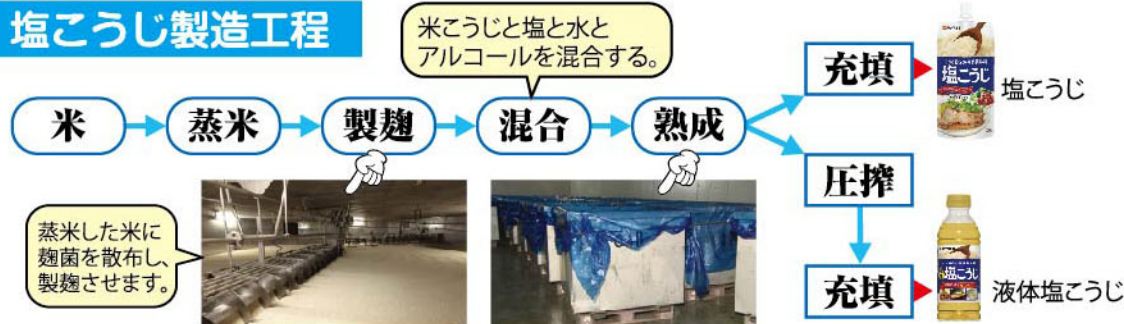 塩こうじ製造工程
米こうじと塩と水と
アルコールを混合する。
米
蒸米
製麹
混合
熟成
充填
塩こうじ
塩こうじ
圧搾
蒸米した米に
麹菌を散布し、
製麹させます。
充填
塩こうじ
液体塩こうじ